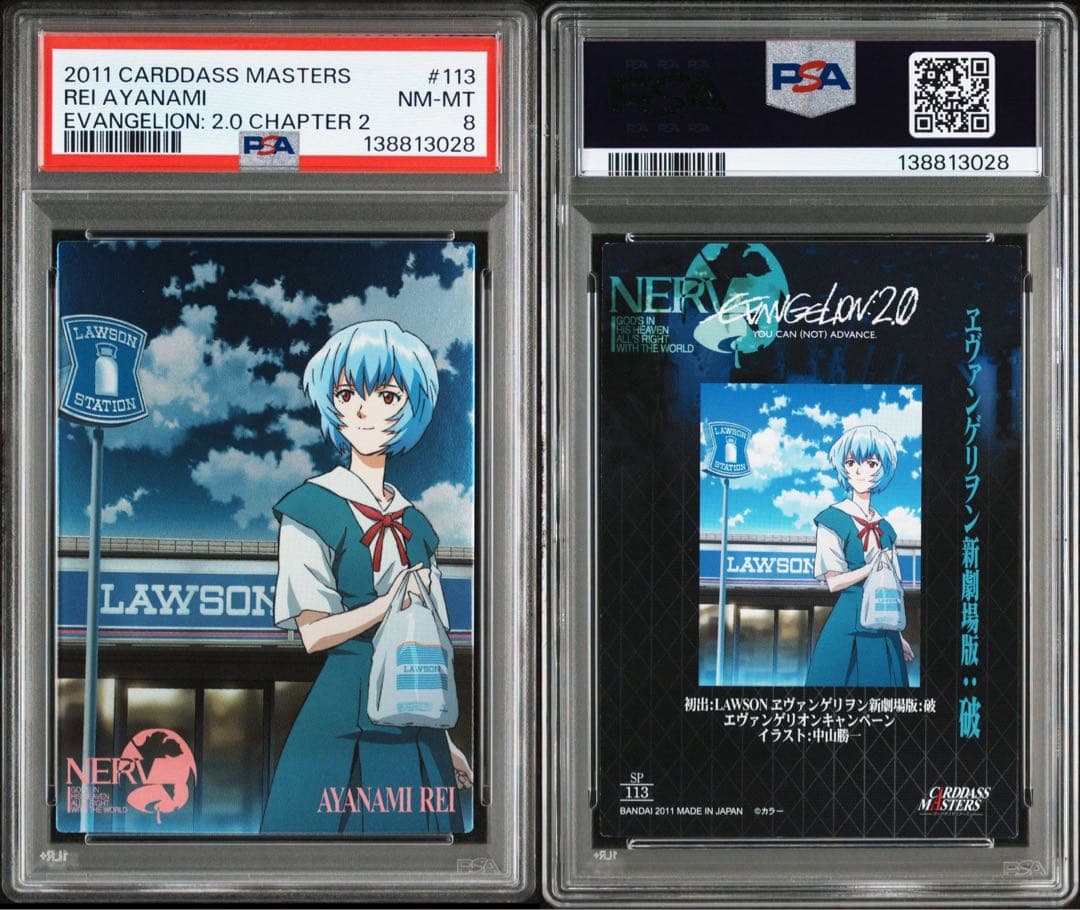 2011 CARDDASS MASTERS #113
REI AYANAMI NM-MT
EVANGELION: 2.0 CHAPTER 2 8
PSA
138813028
LAWSON
STATION
LAWSON
LAWSON
NERV
GOD'S IN
HIS HEAVEN
ALL'S RIGHT
WITH THE WORLD
AYANAMI REI
PSA
PSA
138813028
NERV
GOD'S IN
HIS HEAVEN
ALL'S RIGHT
WITH THE WORLD
EVANGELION:2.0
YOU CAN (NOT) ADVANCE.
ヱヴァンゲリヲン新劇場版:破
LAWSON
STATION
LAWSON
初出:LAWSON ヱヴァンゲリヲン新劇場版:破
エヴァンゲリオンキャンペーン
イラスト:中山勝一
SP
113
BANDAI 2011 MADE IN JAPAN ©カラー
CARDDASS
MASTERS
PSA